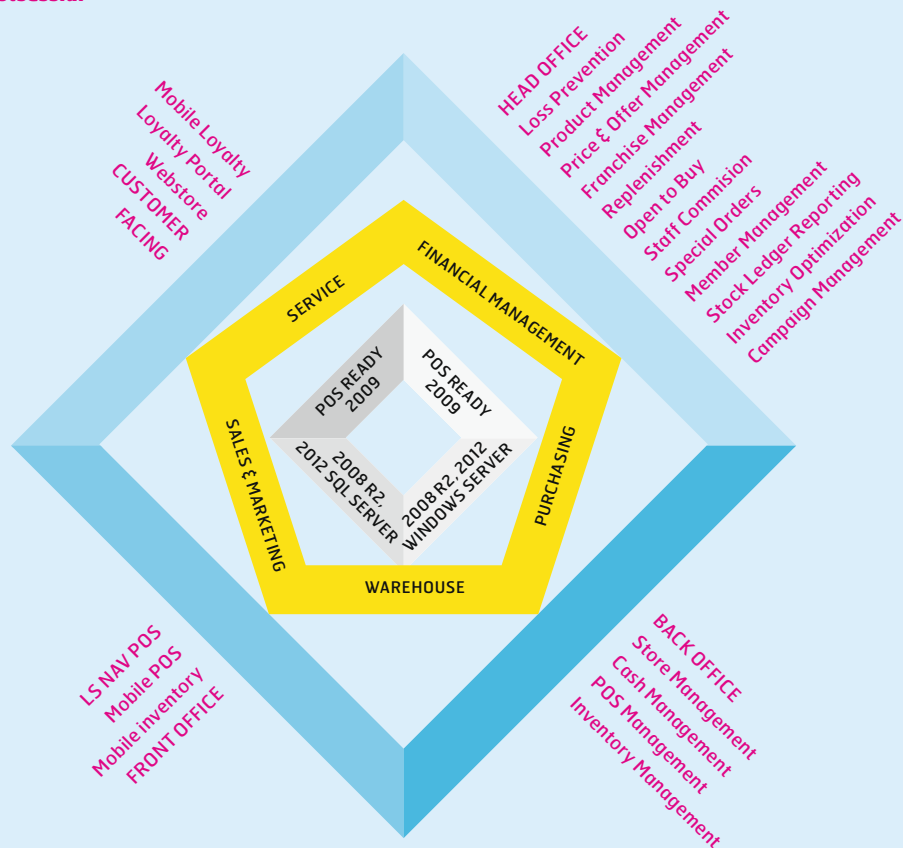 Mobile Loyalty
Loyalty Portal
Webstore
CUSTOMER
FACING
HEAD OFFICE
Loss Prevention
Product Management
Price & Offer Management
Franchise Management
Replenishment
Open to Buy
Staff Commision
Special Orders
Member Management
Stock Ledger Reporting
Inventory Optimization
Campaign Management
SERVICE
FINANCIAL MANAGEMENT
POS READY
2009
POS READY
2009
SALES & MARKETING
2008 R2,
2012 SQL SERVER
2008 R2, 2012
WINDOWS SERVER
PURCHASING
WAREHOUSE
LS NAV POS
Mobile POS
Mobile inventory
FRONT OFFICE
BACK OFFICE
Store Management
Cash Management
POS Management
Inventory Management